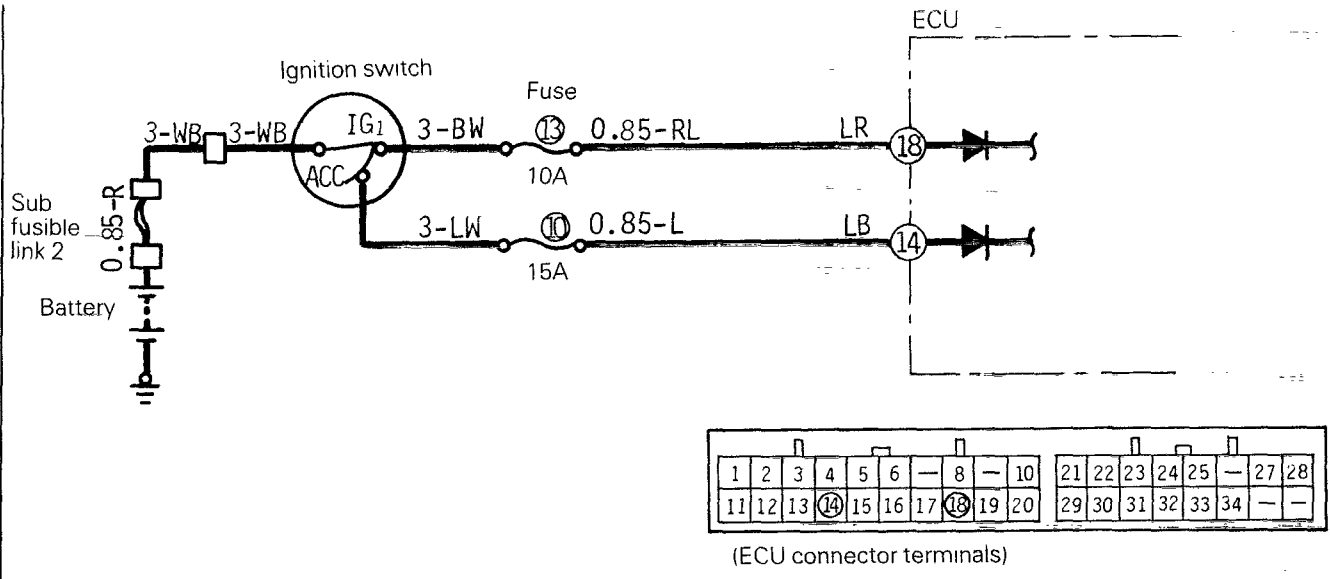 ECU
Ignition switch
Fuse
3-WB 3-WB IG1 3-BW 13 0.85-RL LR 18
10A
ACC
Sub
fusible
link 2
0.85-R
3-LW 10 0.85-L LB 14
15A
Battery
1 2 3 4 5 6 — 8 — 10 21 22 23 24 25 — 27 28
11 12 13 14 15 16 17 18 19 20 29 30 31 32 33 34 — —
(ECU connector terminals)